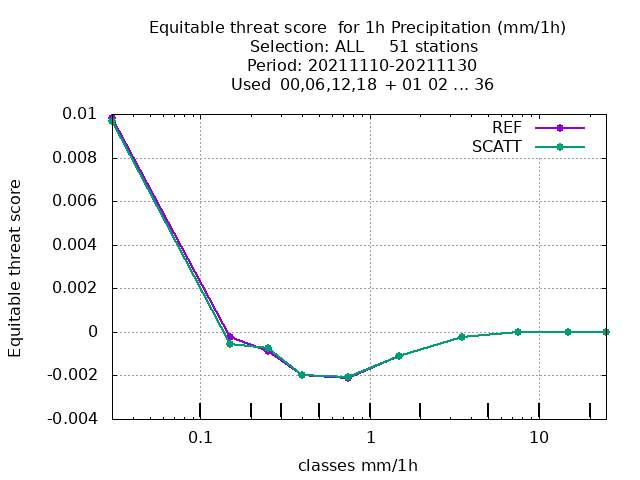 Equitable threat score  for 1h Precipitation (mm/1h)
Selection: ALL     51 stations
Period: 20211110-20211130
Used  00,06,12,18  + 01 02 ... 36
REF
SCATT
0.01
0.008
0.006
0.004
0.002
0
-0.002
-0.004
Equitable threat score
0.1
1
10
classes mm/1h